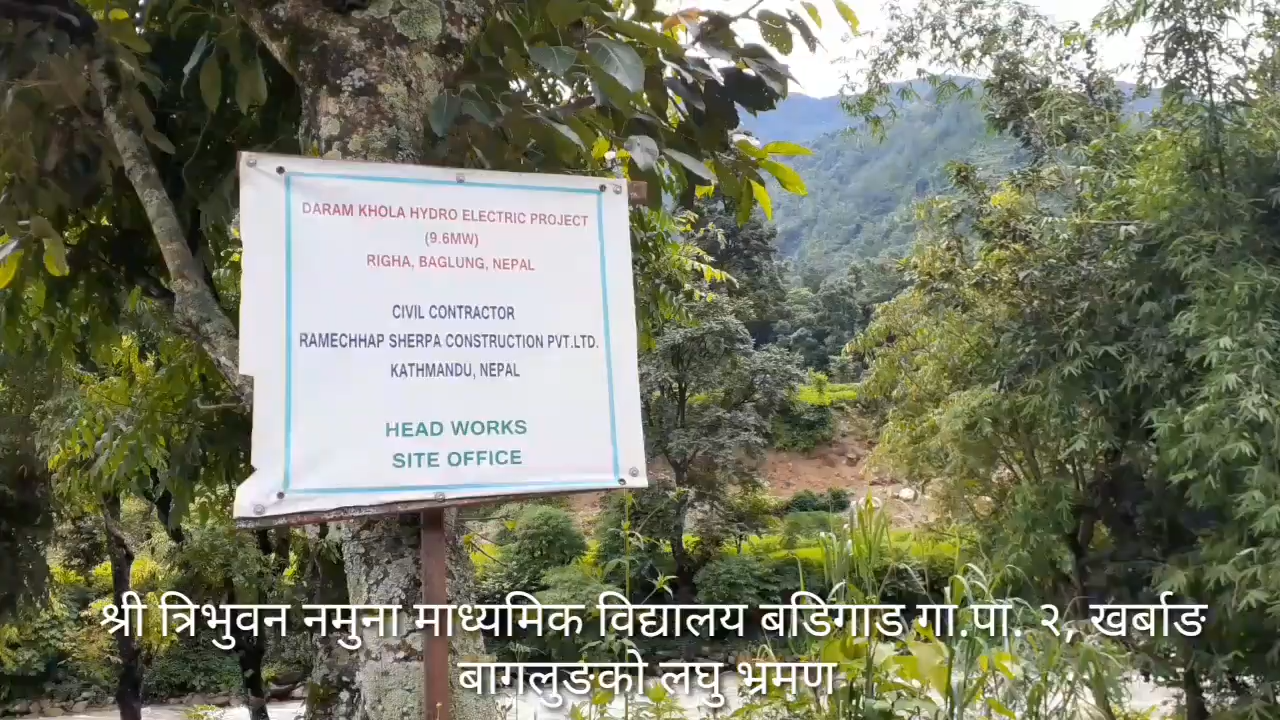 DARAM KHOLA HYDRO ELECTRIC PROJECT
(9.6MW)
RIGHA, BAGLUNG, NEPAL
CIVIL CONTRACTOR
RAMECHHAP SHERPA CONSTRUCTION PVT.LTD.
KATHMANDU, NEPAL
HEAD WORKS
SITE OFFICE
श्री त्रिभुवन नमुना माध्यमिक विद्यालय बडिगाड गा.पा. २, खर्बाङ
बागलुङको लघु भ्रमण